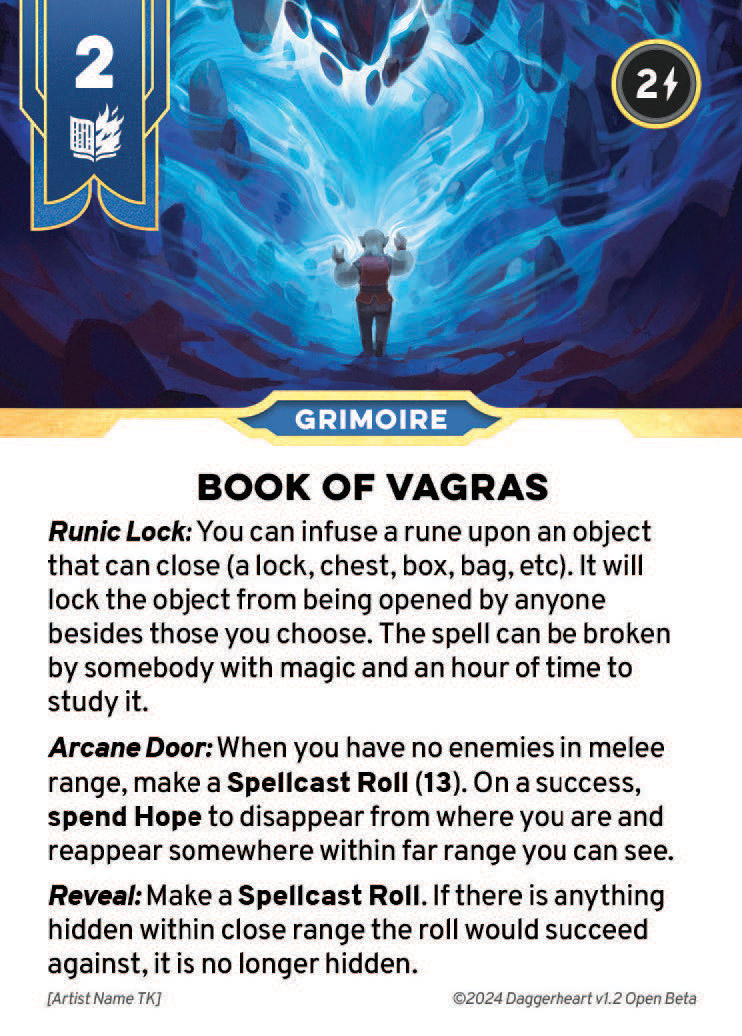 2
2
GRIMOIRE
BOOK OF VAGRAS
Runic Lock: You can infuse a rune upon an object
that can close (a lock, chest, box, bag, etc). It will
lock the object from being opened by anyone
besides those you choose. The spell can be broken
by somebody with magic and an hour of time to
study it.
Arcane Door: When you have no enemies in melee
range, make a Spellcast Roll (13). On a success,
spend Hope to disappear from where you are and
reappear somewhere within far range you can see.
Reveal: Make a Spellcast Roll. If there is anything
hidden within close range the roll would succeed
against, it is no longer hidden.
[Artist Name TK]
©2024 Daggerheart v1.2 Open Beta